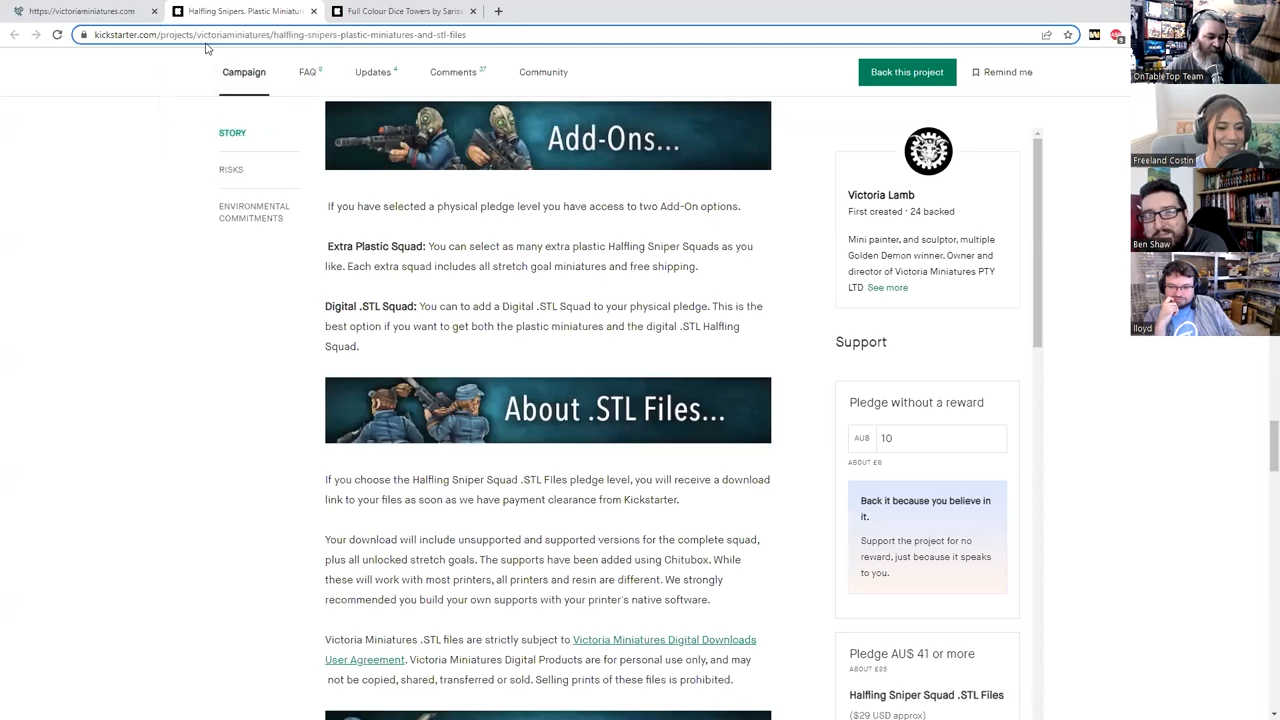 https://victoriaminiatures.com
Halfling Snipers. Plastic Miniatur
Full Colour Dice Towers by Sariss
kickstarter.com/projects/victoriaminiatures/halfling-snipers-plastic-miniatures-and-stl-files
Campaign
FAQ 9
Updates 4
Comments 37
Community
Back this project
Remind me
STORY
RISKS
ENVIRONMENTAL
COMMITMENTS
Add-Ons...
If you have selected a physical pledge level you have access to two Add-On options.
Extra Plastic Squad: You can select as many extra plastic Halfling Sniper Squads as you
like. Each extra squad includes all stretch goal miniatures and free shipping.
Digital .STL Squad: You can to add a Digital .STL Squad to your physical pledge. This is the
best option if you want to get both the plastic miniatures and the digital .STL Halfling
Squad.
About .STL Files...
If you choose the Halfling Sniper Squad .STL FIles pledge level, you will receive a download
link to your files as soon as we have payment clearance from Kickstarter.
Your download will include unsupported and supported versions for the complete squad,
plus all unlocked stretch goals. The supports have been added using Chitubox. While
these will work with most printers, all printers and resin are different. We strongly
recommended you build your own supports with your printer's native software.
Victoria Miniatures .STL files are strictly subject to Victoria Miniatures Digital Downloads
User Agreement. Victoria Miniatures Digital Products are for personal use only, and may
not be copied, shared, transferred or sold. Selling prints of these files is prohibited.
Victoria Lamb
First created · 24 backed
Mini painter, and sculptor, multiple
Golden Demon winner. Owner and
director of Victoria Miniatures PTY
LTD See more
Support
Pledge without a reward
AU$ 10
ABOUT £6
Back it because you believe in
it.
Support the project for no
reward, just because it speaks
to you.
Pledge AU$ 41 or more
ABOUT £25
Halfling Sniper Squad .STL Files
($29 USD approx)
OnTableTop Team
Freeland Costin
Ben Shaw
lloyd